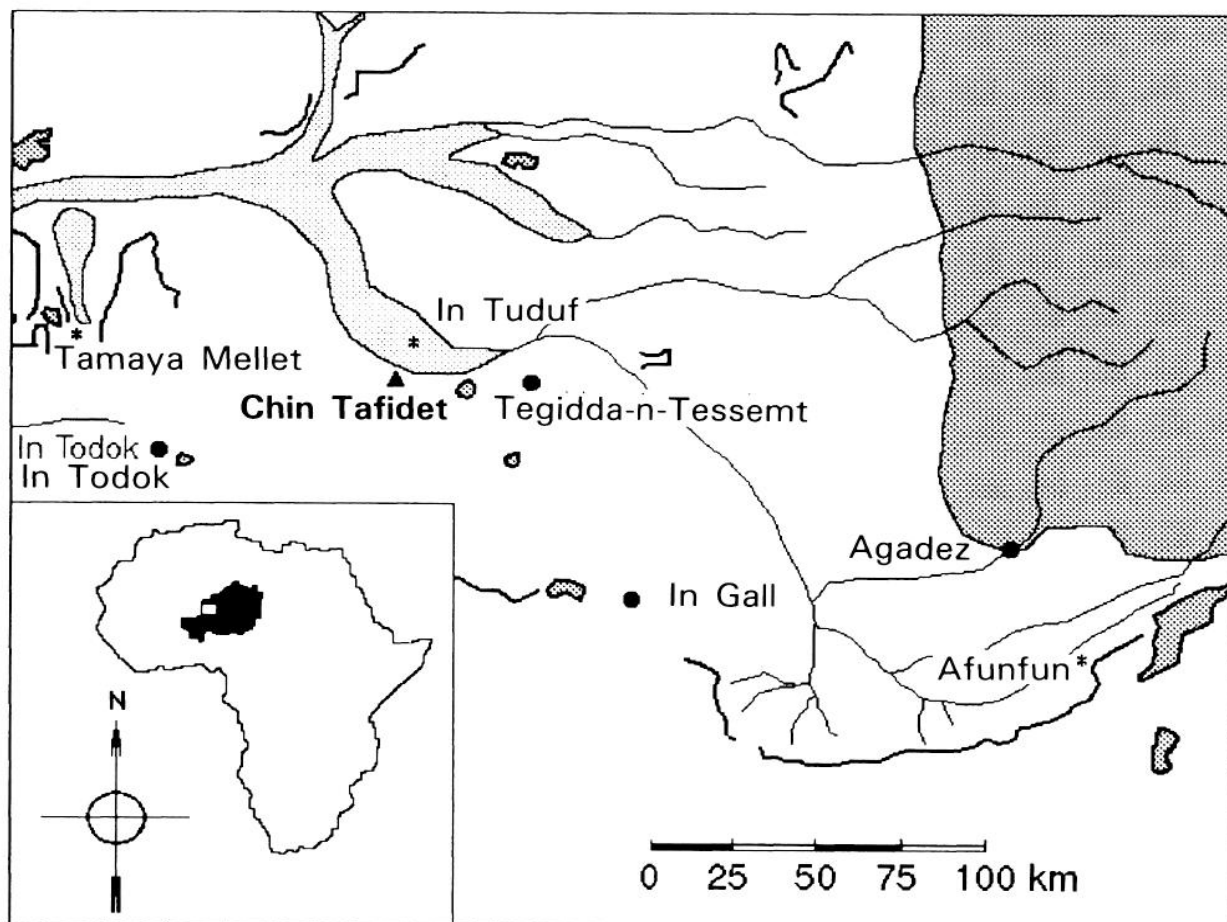 In Tuduf
*
*
Tamaya Mellet
Chin Tafidet
Tegidda-n-Tessemt
In Todok
In Todok
Agadez
In Gall
Afunfun*
N
0 25 50 75 100 km